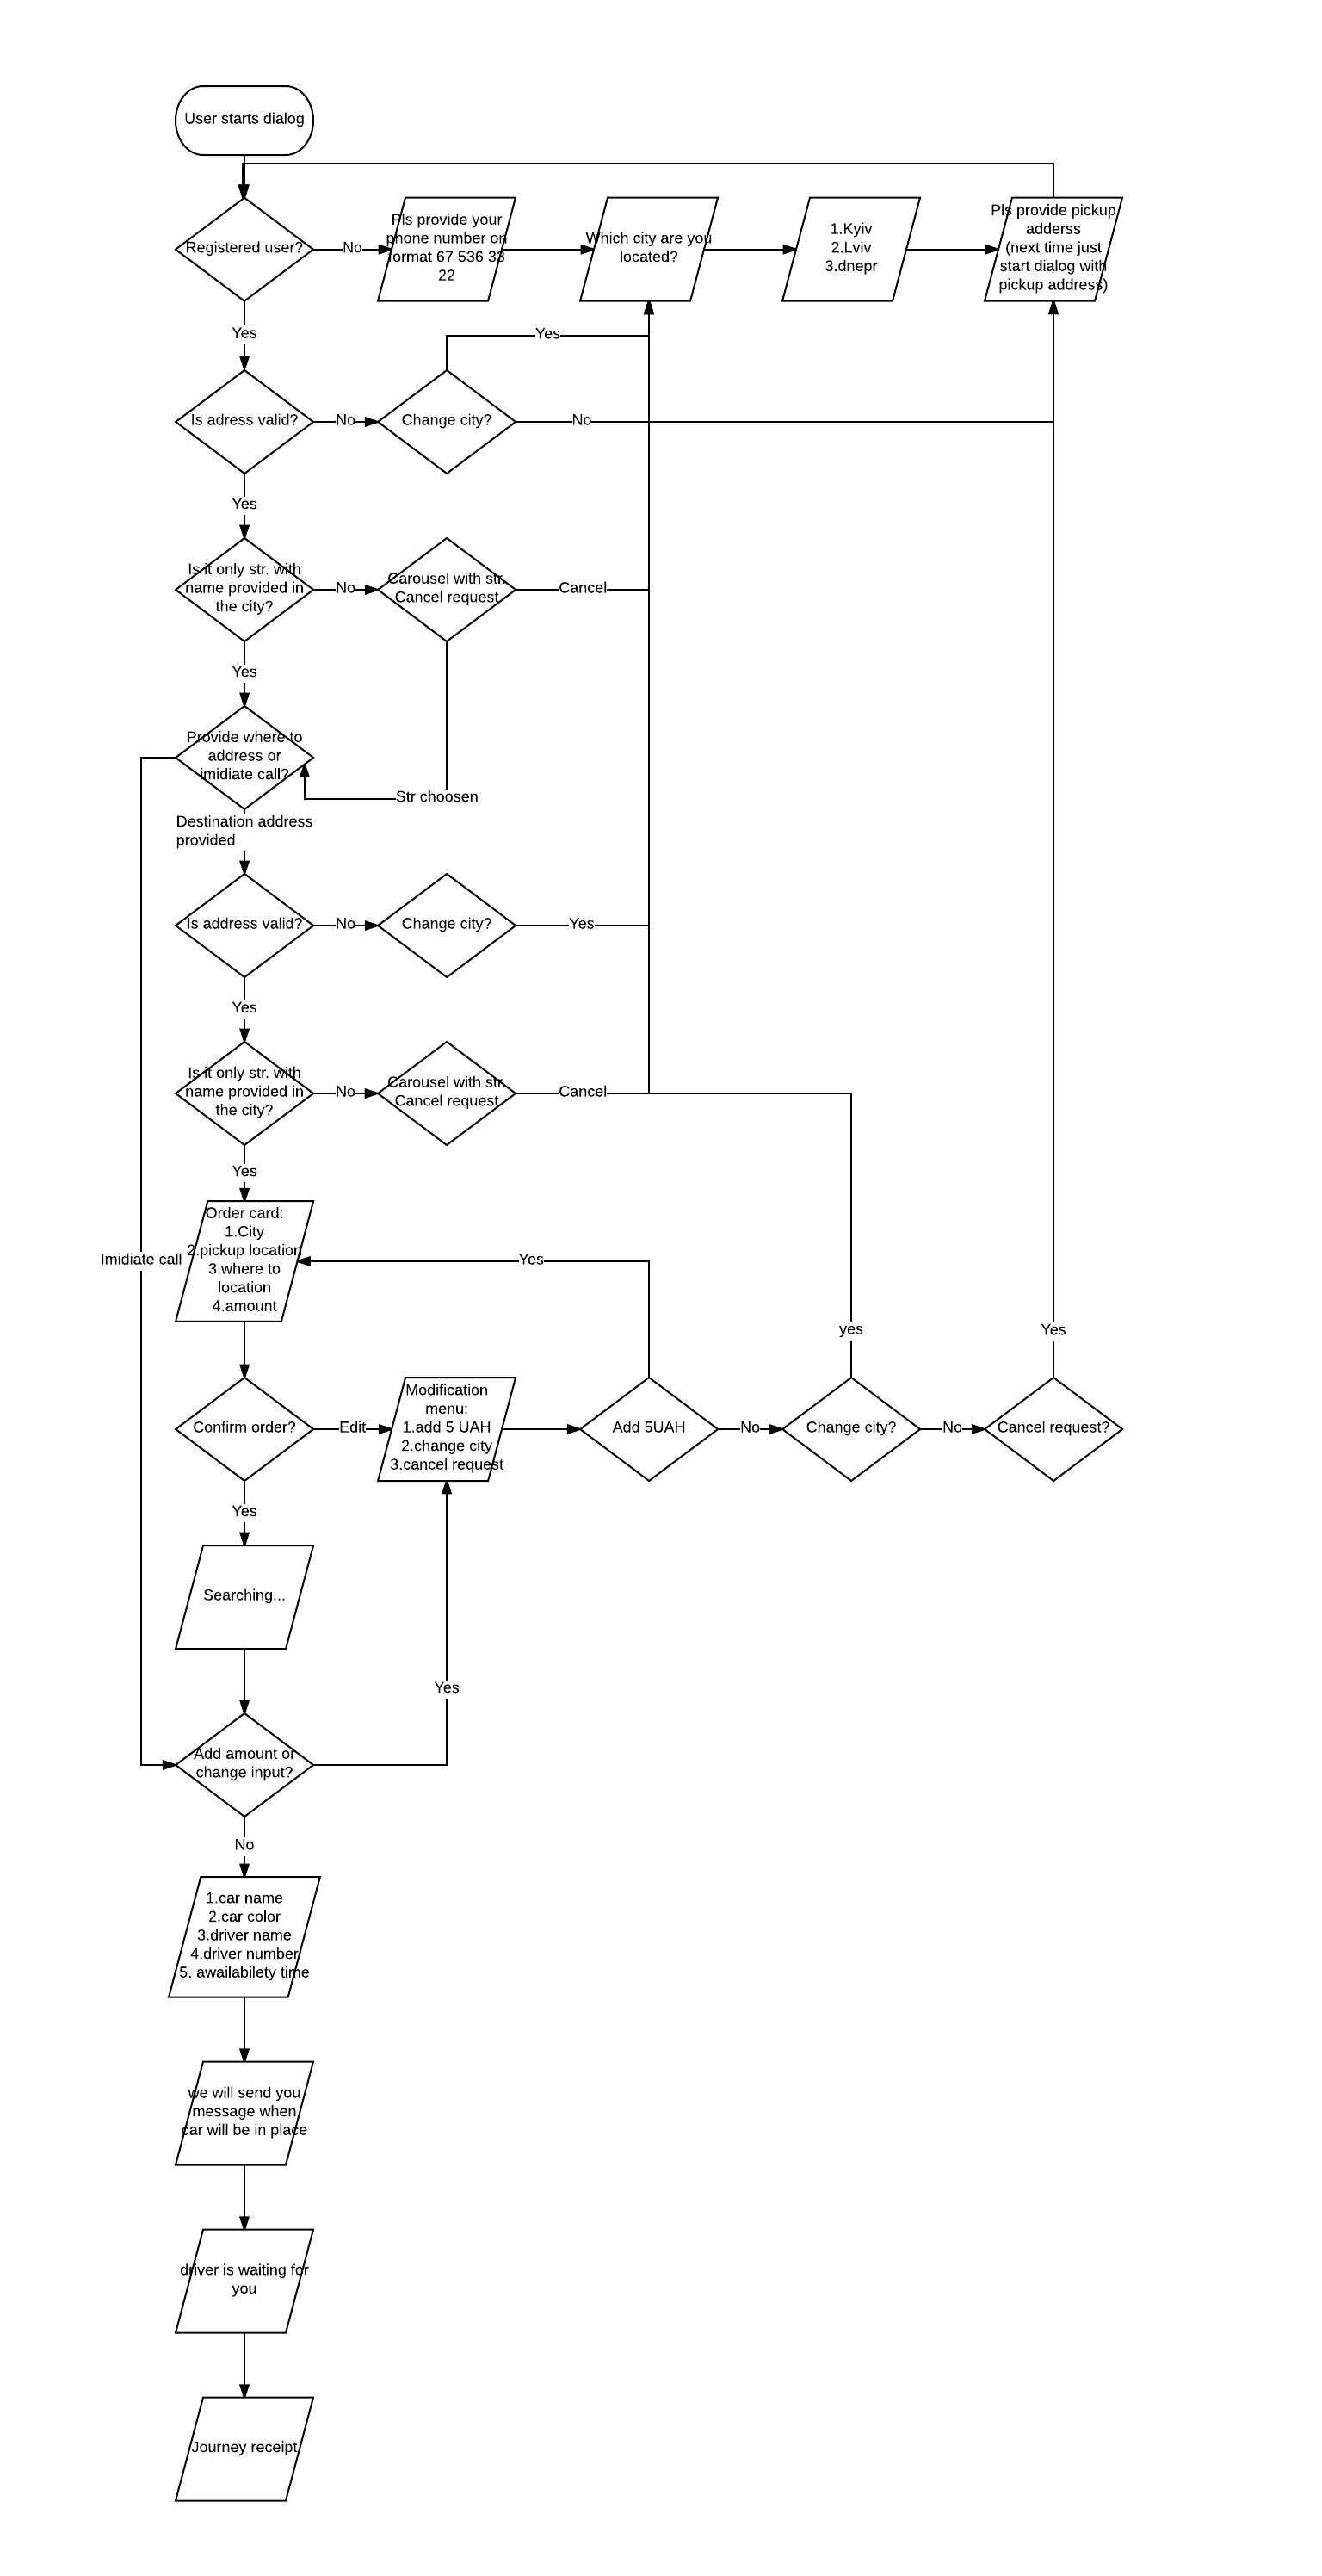 User starts dialog
Registered user?
No
Pls provide your
phone number on
format 67 536 33
22
Which city are you
located?
1.Kyiv
2.Lviv
3.dnepr
Pls provide pickup
adderss
(next time just
start dialog with
pickup address)
Yes
Yes
Is adress valid?
No
Change city?
No
Yes
Is it only str. with
name provided in
the city?
No
Carousel with str.
Cancel request
Cancel
Yes
Provide where to
address or
imidiate call?
Str choosen
Destination address
provided
Is address valid?
No
Change city?
Yes
Yes
Is it only str. with
name provided in
the city?
No
Carousel with str.
Cancel request
Cancel
Yes
Order card:
1.City
2.pickup location
3.where to
location
4.amount
Imidiate call
Yes
yes
Yes
Confirm order?
Edit
Modification
menu:
1.add 5 UAH
2.change city
3.cancel request
Add 5UAH
No
Change city?
No
Cancel request?
Yes
Searching...
Yes
Add amount or
change input?
No
1.car name
2.car color
3.driver name
4.driver number
5. awailabilety time
we will send you
message when
car will be in place
driver is waiting for
you
Journey receipt